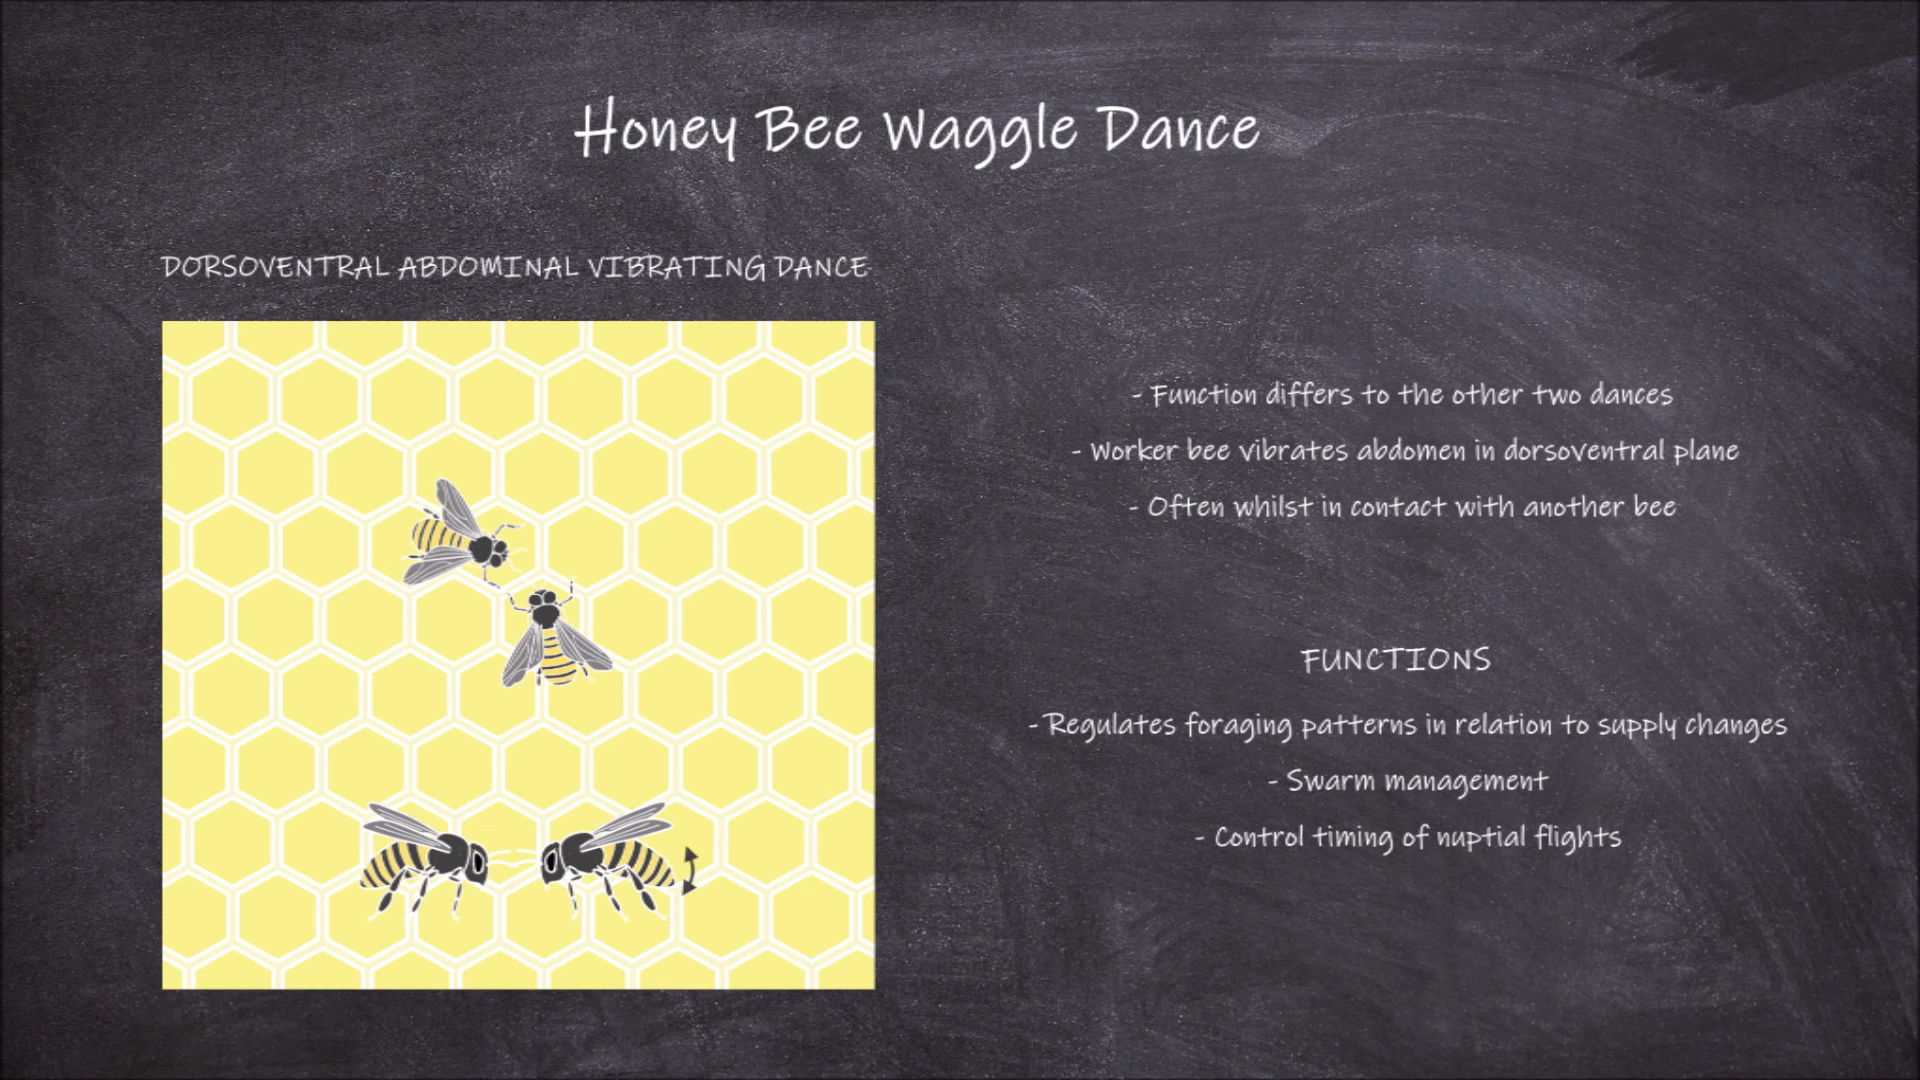 Honey Bee Waggle Dance
DORSOVENTRAL ABDOMINAL VIBRATING DANCE
- Function differs to the other two dances
- Worker bee vibrates abdomen in dorsoventral plane
- Often whilst in contact with another bee
FUNCTIONS
- Regulates foraging patterns in relation to supply changes
- Swarm management
- Control timing of nuptial flights